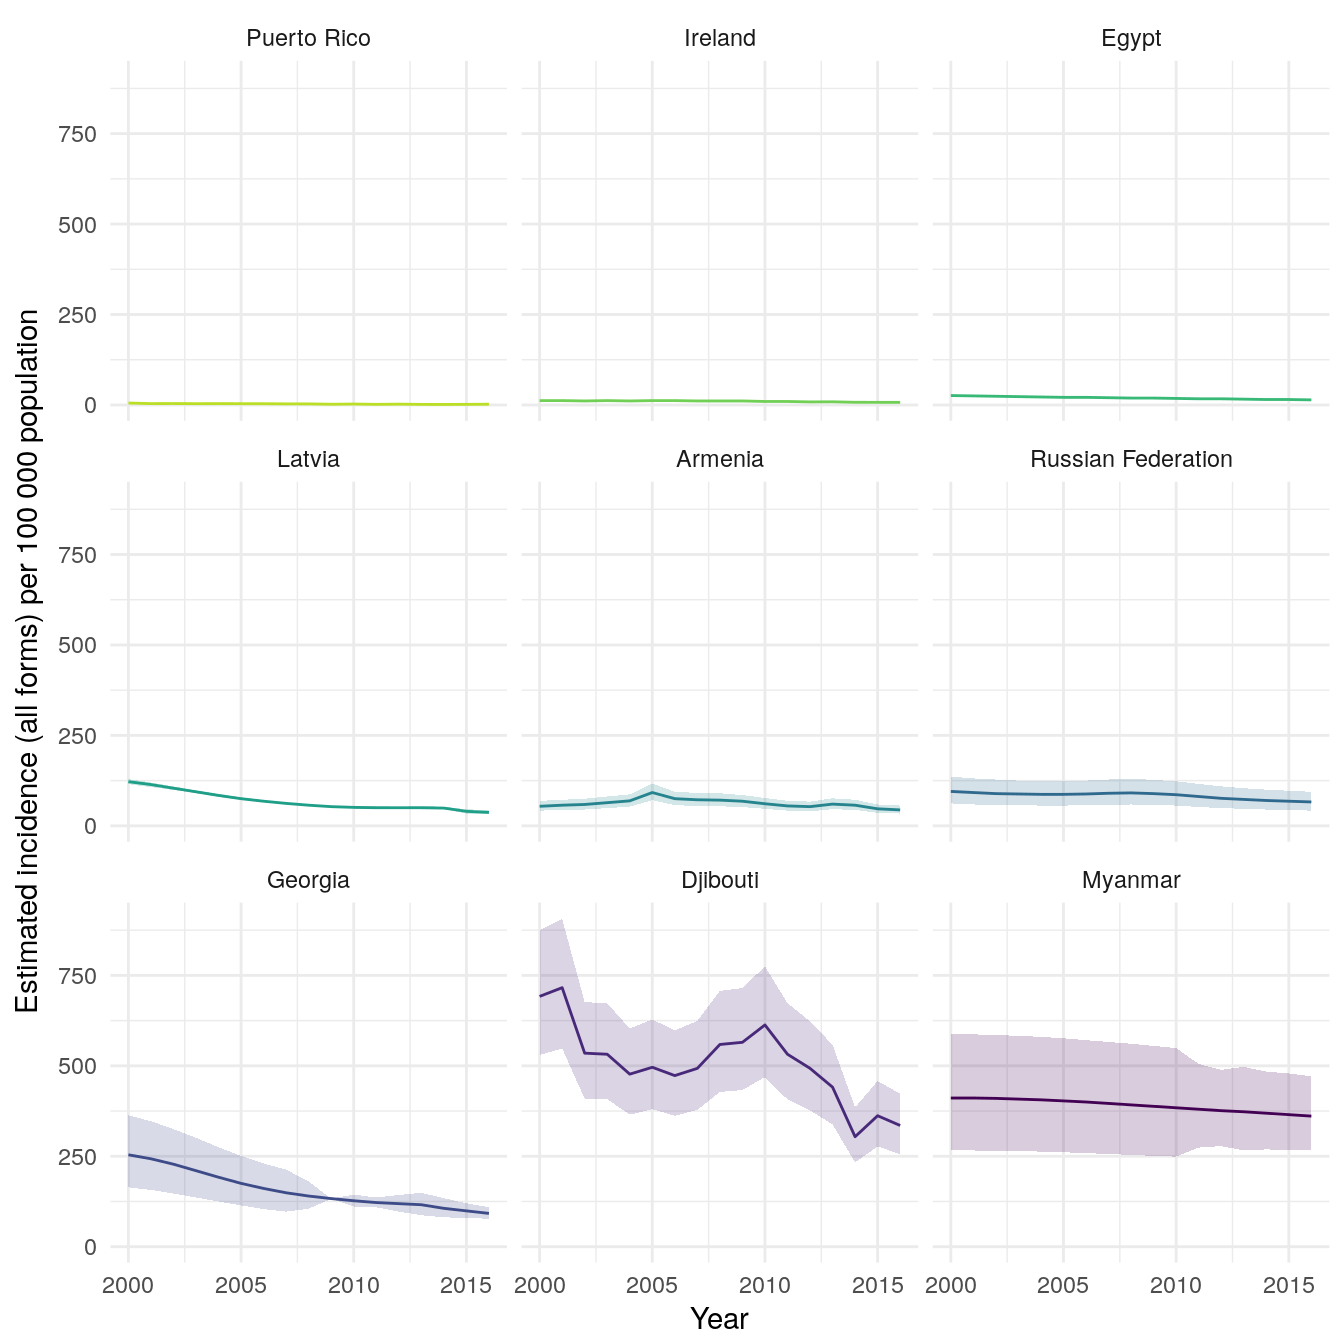 Puerto Rico Ireland Egypt
750
500
250
0
Latvia Armenia Russian Federation
750
500
250
0
Georgia Djibouti Myanmar
750
500
250
0
2000 2005 2010 2015 2000 2005 2010 2015 2000 2005 2010 2015
Year
Estimated incidence (all forms) per 100 000 population